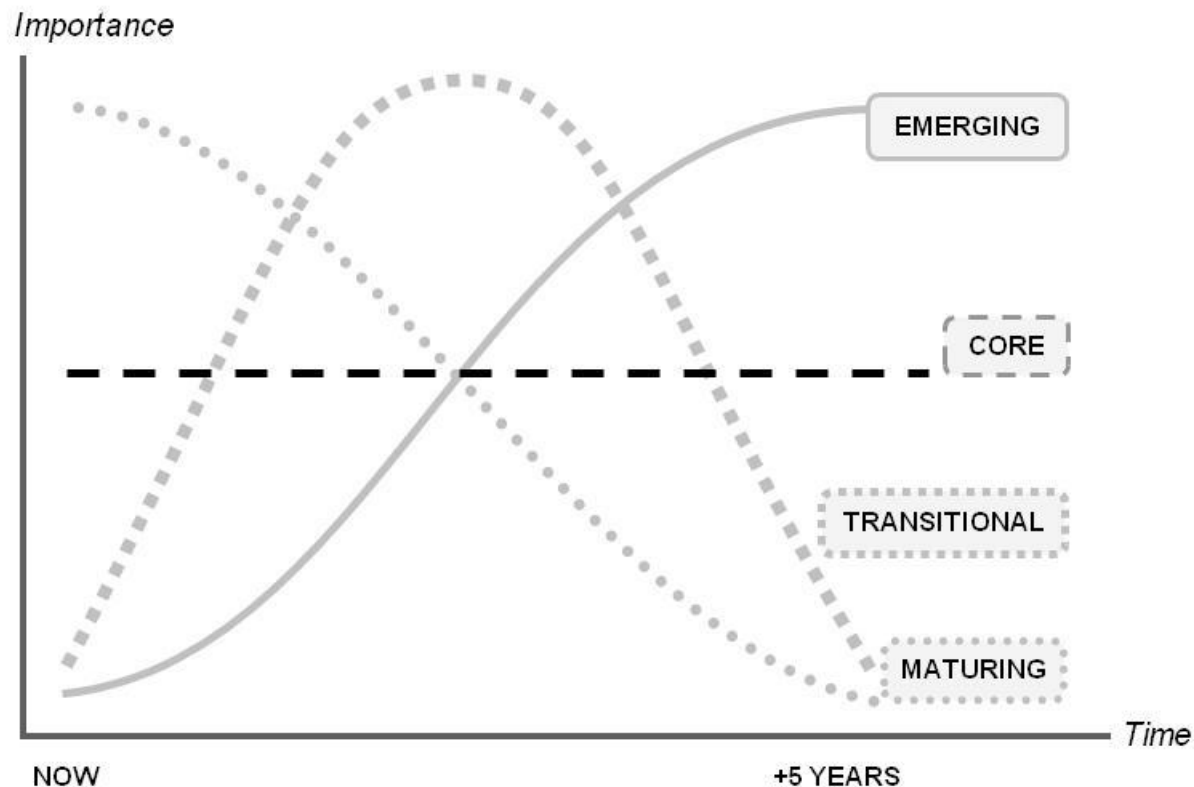 Importance
EMERGING
CORE
TRANSITIONAL
MATURING
Time
NOW
+5 YEARS